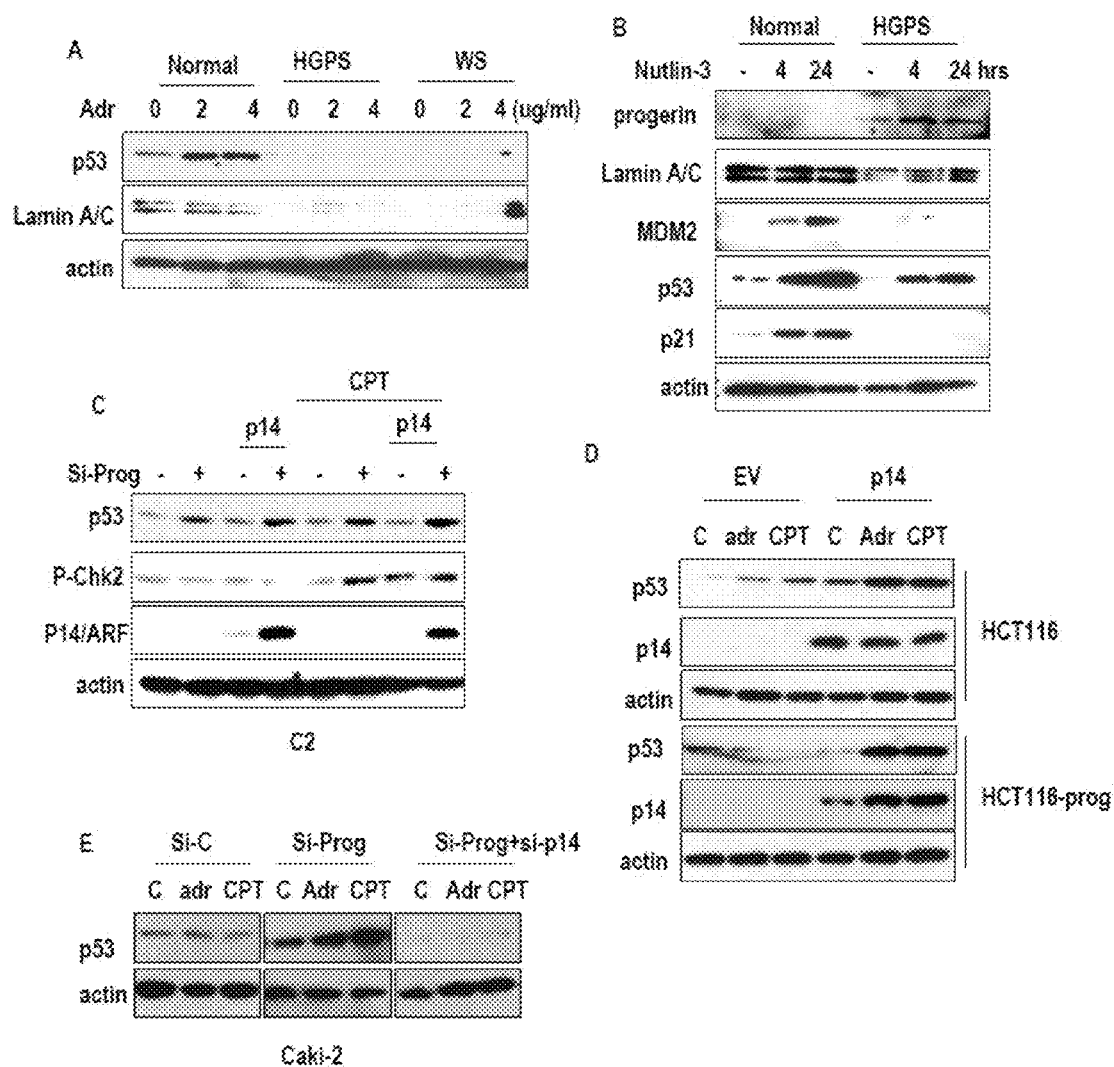 A
Normal HGPS WS
Adr 0 2 4 0 2 4 0 2 4 (ug/ml)
p53
Lamin A/C
actin
B
Normal HGPS
Nutlin-3 - 4 24 - 4 24 hrs
progerin
Lamin A/C
MDM2
p53
p21
actin
C
CPT
p14 p14
Si-Prog - + - + - + - +
p53
P-Chk2
P14/ARF
actin
C2
D
EV p14
C adr CPT C Adr CPT
p53
p14
actin
HCT116
p53
p14
actin
HCT116-prog
E
Si-C Si-Prog Si-Prog+si-p14
C adr CPT C Adr CPT C Adr CPT
p53
actin
Caki-2